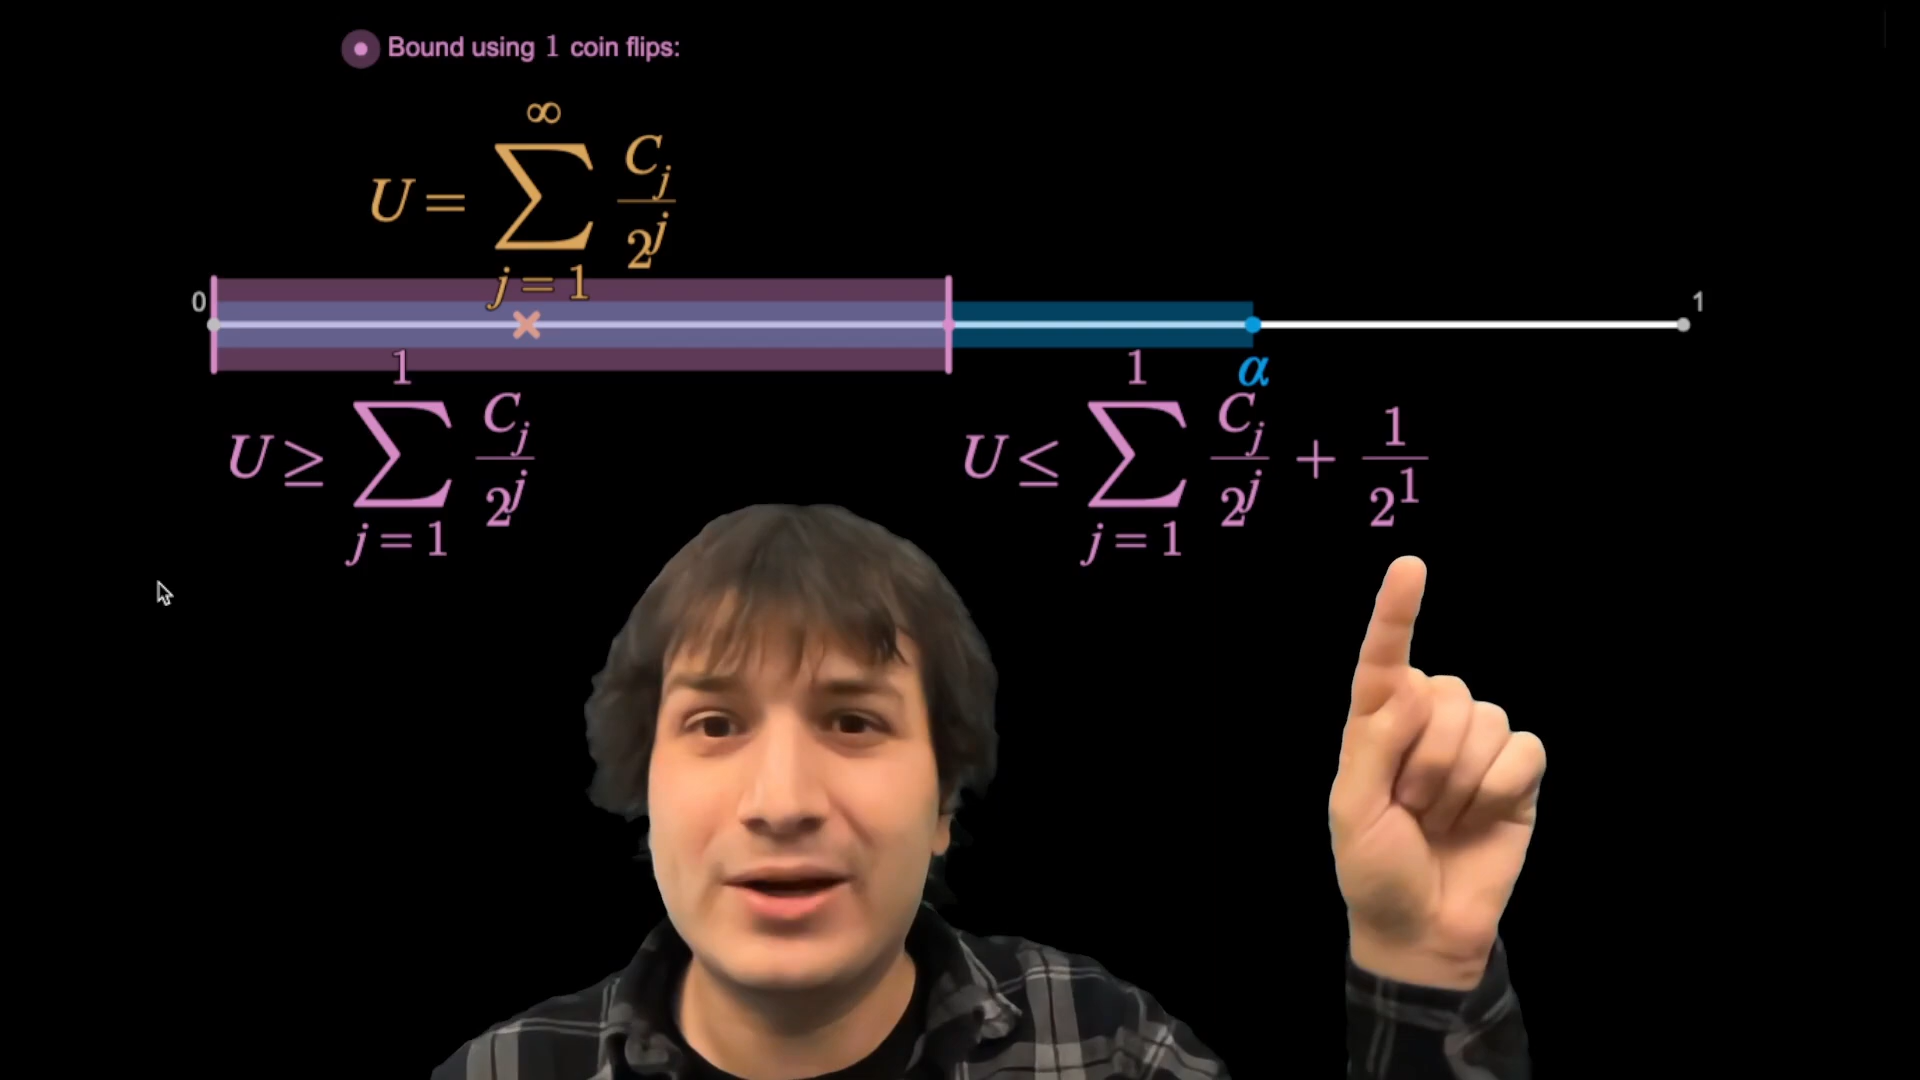 Bound using 1 coin flips:
U = ∑_{j=1}^{∞} C_j / 2^j
0 1
α
U ≥ ∑_{j=1}^{1} C_j / 2^j
U ≤ ∑_{j=1}^{1} C_j / 2^j + 1 / 2^1